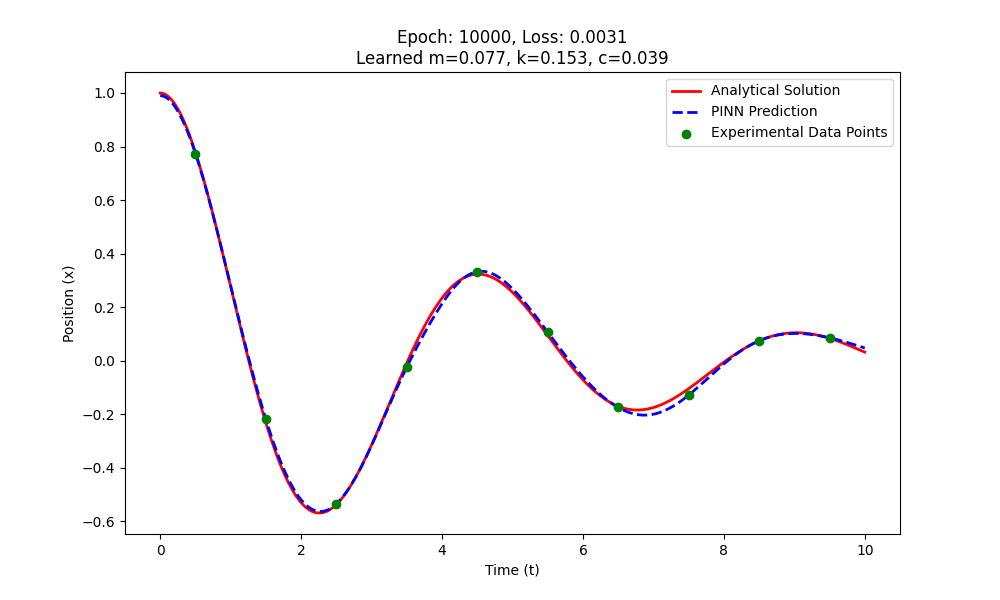 Epoch: 10000, Loss: 0.0031
Learned m=0.077, k=0.153, c=0.039
Analytical Solution
PINN Prediction
Experimental Data Points
Position (x)
1.0
0.8
0.6
0.4
0.2
0.0
−0.2
−0.4
−0.6
0 2 4 6 8 10
Time (t)